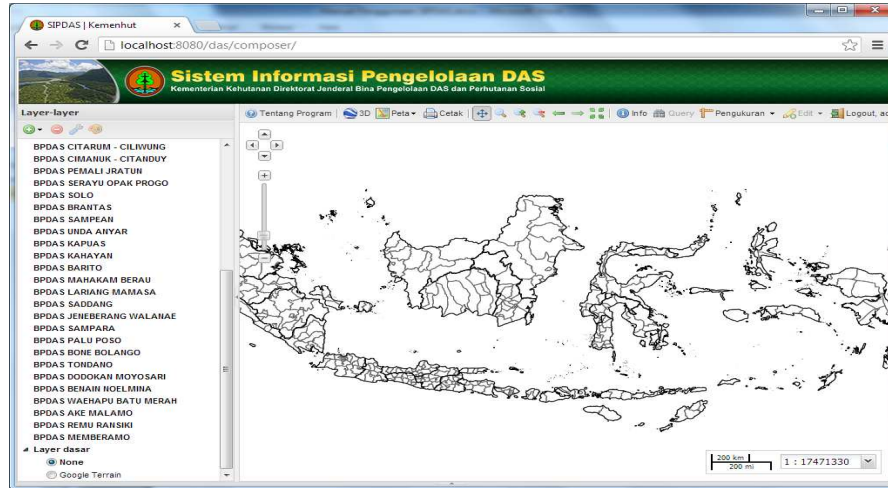 SIPDAS | Kemenhut
localhost:8080/das/composer/
Sistem Informasi Pengelolaan DAS
Kementerian Kehutanan Direktorat Jenderal Bina Pengelolaan DAS dan Perhutanan Sosial
Layer-layer
Tentang Program
3D
Peta
Cetak
Info
Query
Pengukuran
Edit
Logout, ad
BPDAS CITARUM - CILIWUNG
BPDAS CIMANUK - CITANDUY
BPDAS PEMALI JRATUN
BPDAS SERAYU OPAK PROGO
BPDAS SOLO
BPDAS BRANTAS
BPDAS SAMPEAN
BPDAS UNDA ANYAR
BPDAS KAPUAS
BPDAS KAHAYAN
BPDAS BARITO
BPDAS MAHAKAM BERAU
BPDAS LARIANG MAMASA
BPDAS SADDANG
BPDAS JENEBERANG WALANAE
BPDAS SAMPARA
BPDAS PALU POSO
BPDAS BONE BOLANGO
BPDAS TONDANO
BPDAS DODOKAN MOYOSARI
BPDAS BENAIN NOELMINA
BPDAS WAEHAPU BATU MERAH
BPDAS AKE MALAMO
BPDAS REMU RANSIKI
BPDAS MEMBERAMO
Layer dasar
None
Google Terrain
200 km
200 mi
1 : 17471330